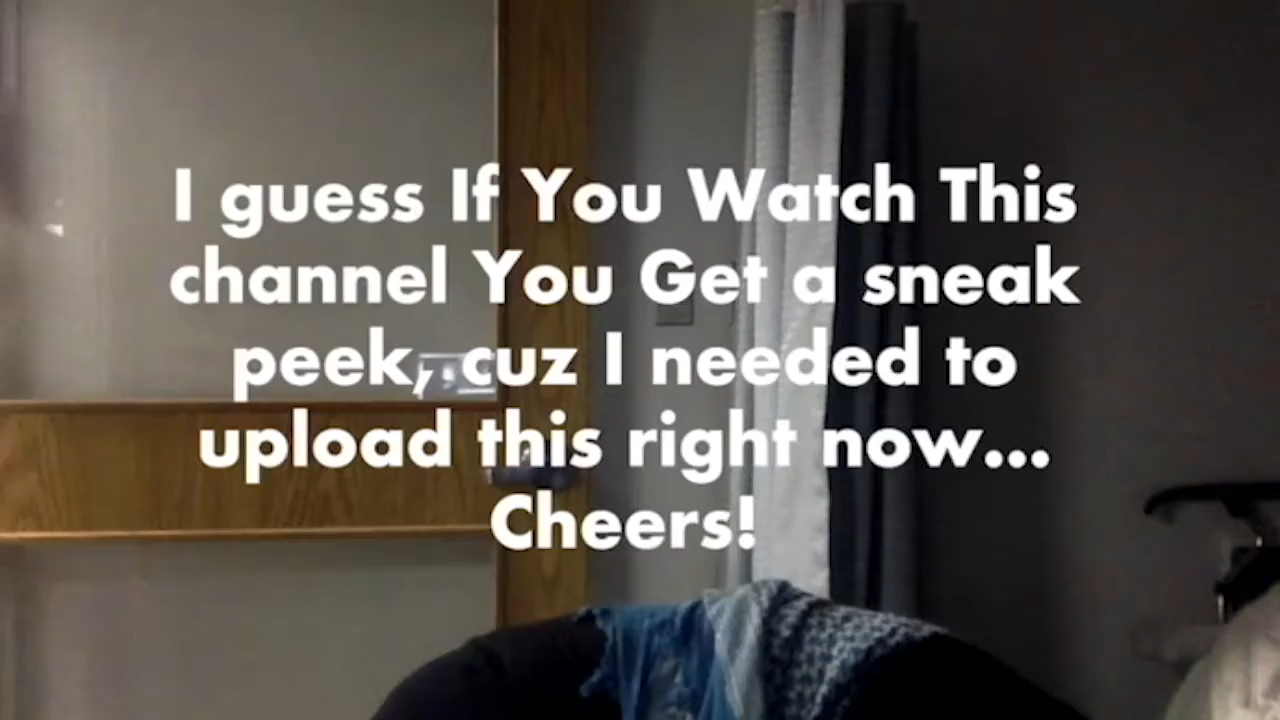 I guess If You Watch This
channel You Get a sneak
peek, cuz I needed to
upload this right now...
Cheers!